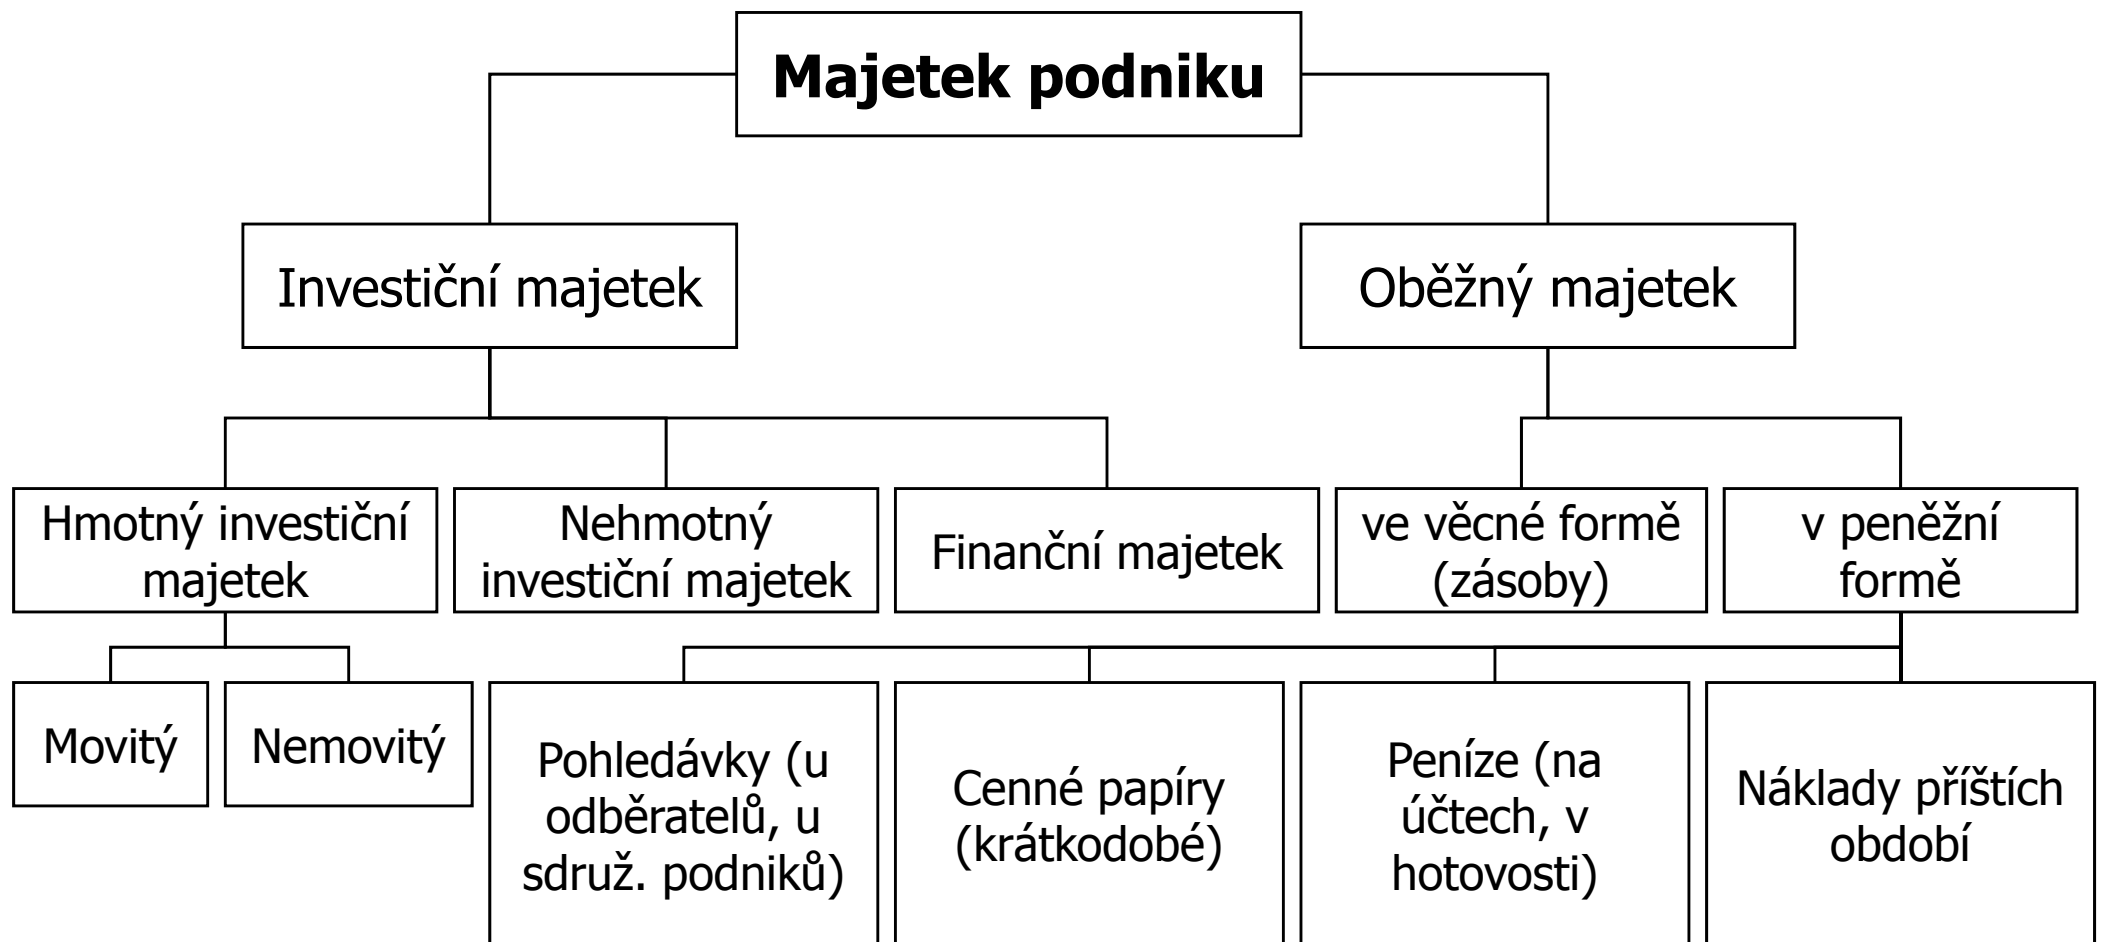 Majetek podniku
Investiční majetek
Oběžný majetek
Hmotný investiční
majetek
Nehmotný
investiční majetek
Finanční majetek
ve věcné formě
(zásoby)
v peněžní
formě
Movitý
Nemovitý
Pohledávky (u
odběratelů, u
sdruž. podniků)
Cenné papíry
(krátkodobé)
Peníze (na
účtech, v
hotovosti)
Náklady příštích
období